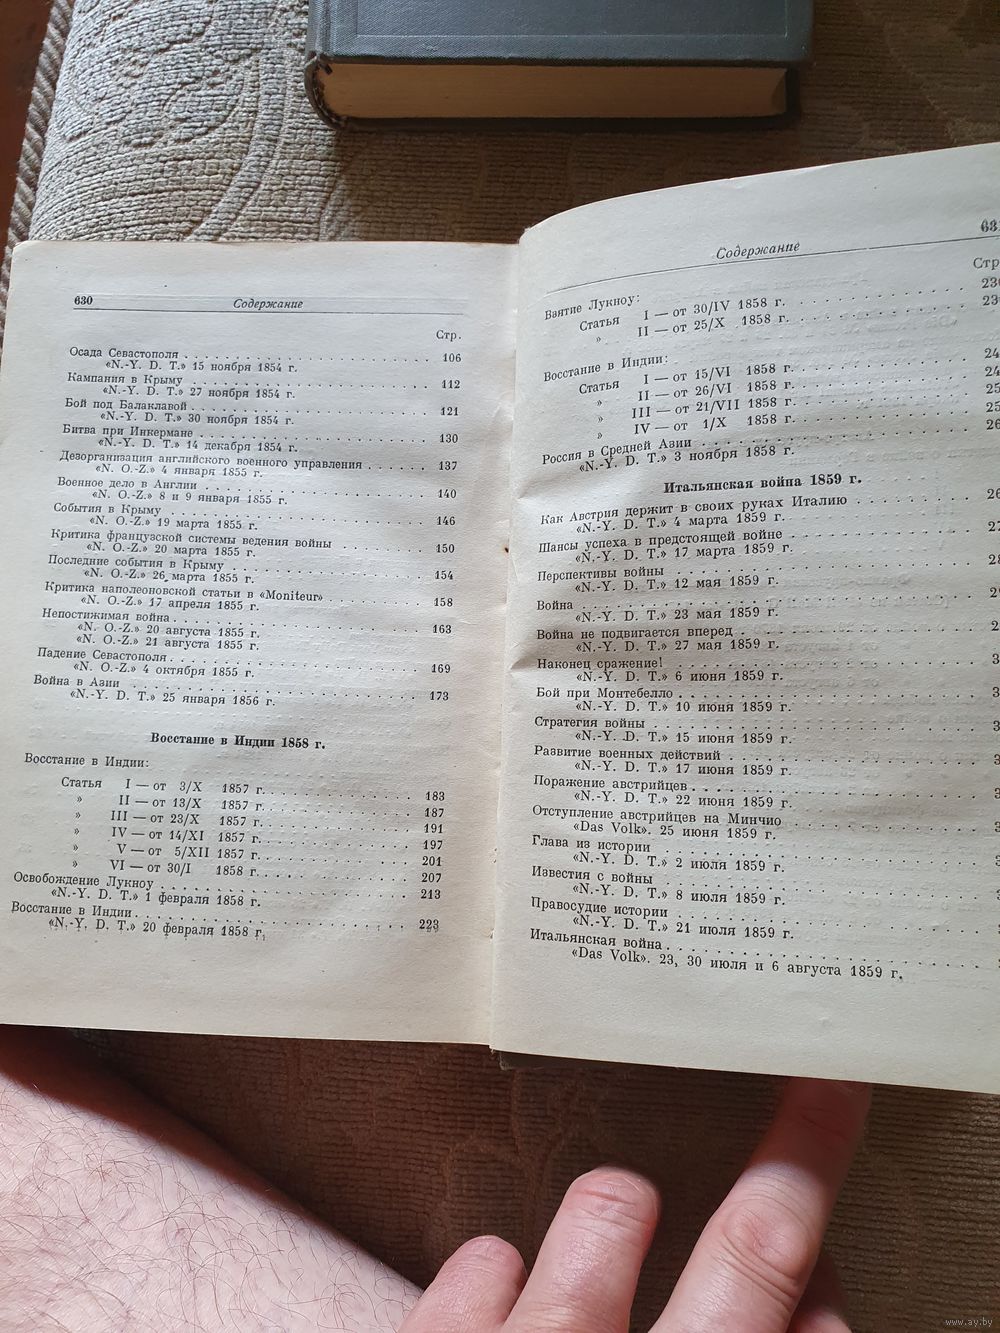 630
Содержание
Стр.
Осада Севастополя 106
«N.-Y. D. T.» 15 ноября 1854 г.
Кампания в Крыму 112
«N.-Y. D. T.» 27 ноября 1854 г.
Бой под Балаклавой 121
«N.-Y. D. T.» 30 ноября 1854 г.
Битва при Инкермане 130
«N.-Y. D. T.» 14 декабря 1854 г.
Дезорганизация английского военного управления 137
«N. O.-Z.» 4 января 1855 г.
Военное дело в Англии 140
«N. O.-Z.» 8 и 9 января 1855 г.
События в Крыму 146
«N. O.-Z.» 19 марта 1855 г.
Критика французской системы ведения войны 150
«N. O.-Z.» 20 марта 1855 г.
Последние события в Крыму 154
«N. O.-Z.» 26 марта 1855 г.
Критика наполеоновской статьи в «Moniteur» 158
«N. O.-Z.» 17 апреля 1855 г.
Непостижимая война 163
«N. O.-Z.» 20 августа 1855 г.
«N. O.-Z.» 21 августа 1855 г.
Падение Севастополя 169
«N. O.-Z.» 4 октября 1855 г.
Война в Азии 173
«N.-Y. D. T.» 25 января 1856 г.
Восстание в Индии 1858 г.
Восстание в Индии:
Статья I — от 3/X 1857 г. 183
» II — от 13/X 1857 г. 187
» III — от 23/X 1857 г. 191
» IV — от 14/XI 1857 г. 197
» V — от 5/XII 1857 г. 201
» VI — от 30/I 1858 г. 207
Освобождение Лукноу 213
«N.-Y. D. T.» 1 февраля 1858 г.
Восстание в Индии 223
«N.-Y. D. T.» 20 февраля 1858 г.
Содержание
Стр
Взятие Лукноу:
Статья I — от 30/IV 1858 г.
» II — от 25/X 1858 г.
Восстание в Индии:
Статья I — от 15/VI 1858 г.
» II — от 26/VI 1858 г.
» III — от 21/VII 1858 г.
» IV — от 1/X 1858 г.
Россия в Средней Азии
«N.-Y. D. T.» 3 ноября 1858 г.
Итальянская война 1859 г.
Как Австрия держит в своих руках Италию
«N.-Y. D. T.» 4 марта 1859 г.
Шансы успеха в предстоящей войне
«N.-Y. D. T.» 17 марта 1859 г.
Перспективы войны
«N.-Y. D. T.» 12 мая 1859 г.
Война
«N.-Y. D. T.» 23 мая 1859 г.
Война не подвигается вперед
«N.-Y. D. T.» 27 мая 1859 г.
Наконец сражение!
«N.-Y. D. T.» 6 июня 1859 г.
Бой при Монтебелло
«N.-Y. D. T.» 10 июня 1859 г.
Стратегия войны
«N.-Y. D. T.» 15 июня 1859 г.
Развитие военных действий
«N.-Y. D. T.» 17 июня 1859 г.
Поражение австрийцев
«N.-Y. D. T.» 22 июня 1859 г.
Отступление австрийцев на Минчио
«Das Volk». 25 июня 1859 г.
Глава из истории
«N.-Y. D. T.» 2 июля 1859 г.
Известия с войны
«N.-Y. D. T.» 8 июля 1859 г.
Правосудие истории
«N.-Y. D. T.» 21 июля 1859 г.
Итальянская война
«Das Volk». 23, 30 июля и 6 августа 1859 г.
www.ay.by